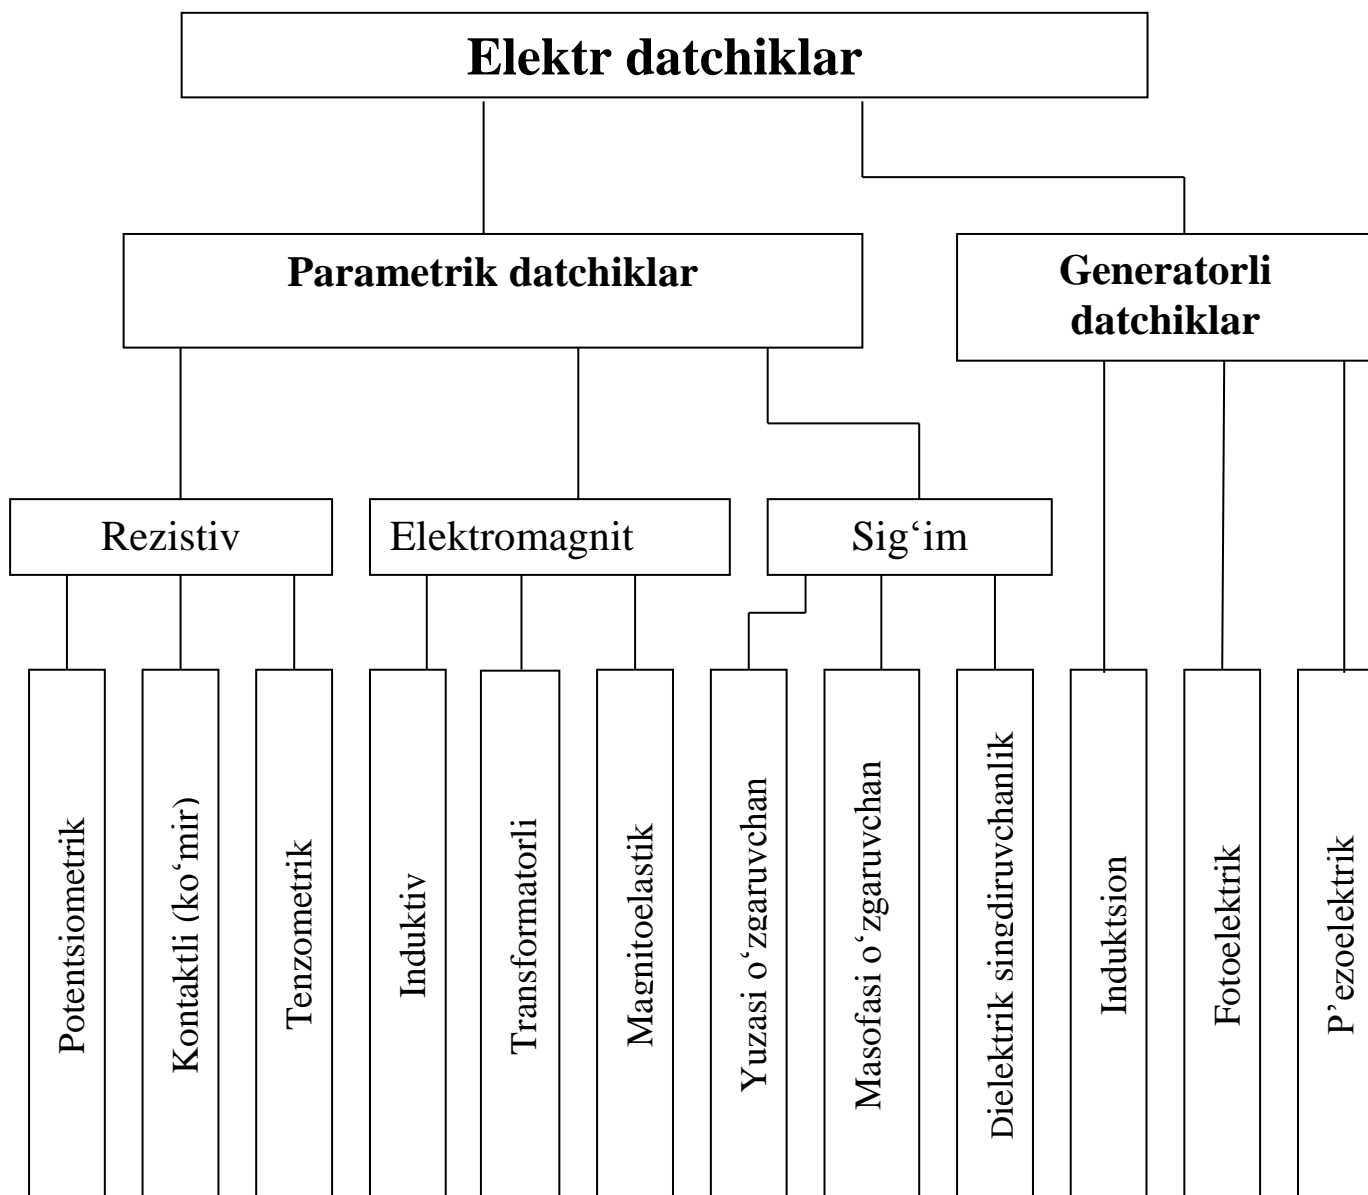 Elektr datchiklar
Parametrik datchiklar
Generatorli
datchiklar
Rezistiv
Elektromagnit
Sig‘im
Potentsiometrik
Kontaktli (ko‘mir)
Tenzometrik
Induktiv
Transformatorli
Magnitoelastik
Yuzasi o‘zgaruvchan
Masofasi o‘zgaruvchan
Dielektrik singdiruvchanlik
Induktsion
Fotoelektrik
P’ezoelektrik